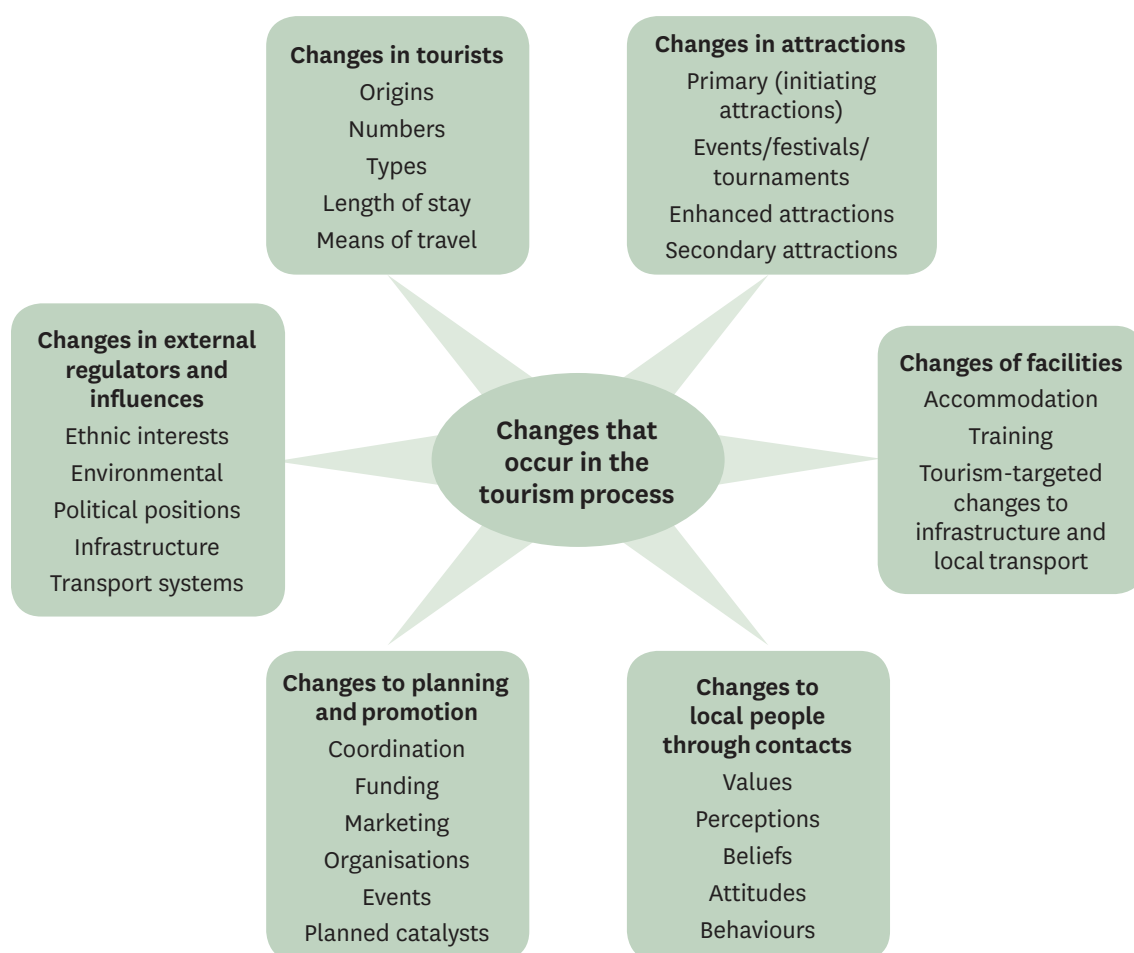 Changes in tourists
Origins
Numbers
Types
Length of stay
Means of travel
Changes in attractions
Primary (initiating
attractions)
Events/festivals/
tournaments
Enhanced attractions
Secondary attractions
Changes in external
regulators and
influences
Ethnic interests
Environmental
Political positions
Infrastructure
Transport systems
Changes that
occur in the
tourism process
Changes of facilities
Accommodation
Training
Tourism-targeted
changes to
infrastructure and
local transport
Changes to planning
and promotion
Coordination
Funding
Marketing
Organisations
Events
Planned catalysts
Changes to
local people
through contacts
Values
Perceptions
Beliefs
Attitudes
Behaviours